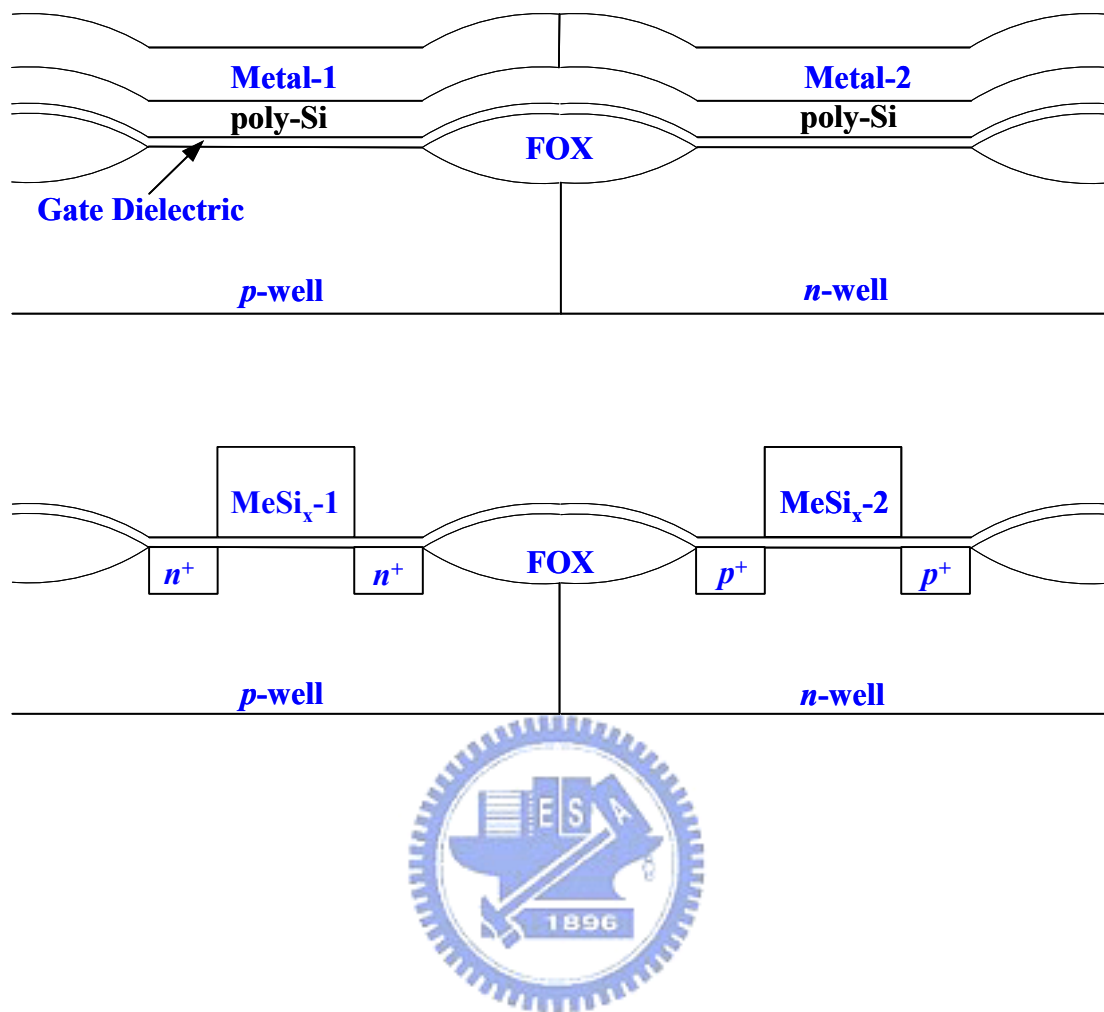 Metal-1 Metal-2
poly-Si poly-Si
FOX
Gate Dielectric
p-well n-well
MeSiₓ-1 MeSiₓ-2
n⁺ n⁺ FOX p⁺ p⁺
p-well n-well
E S A
1896